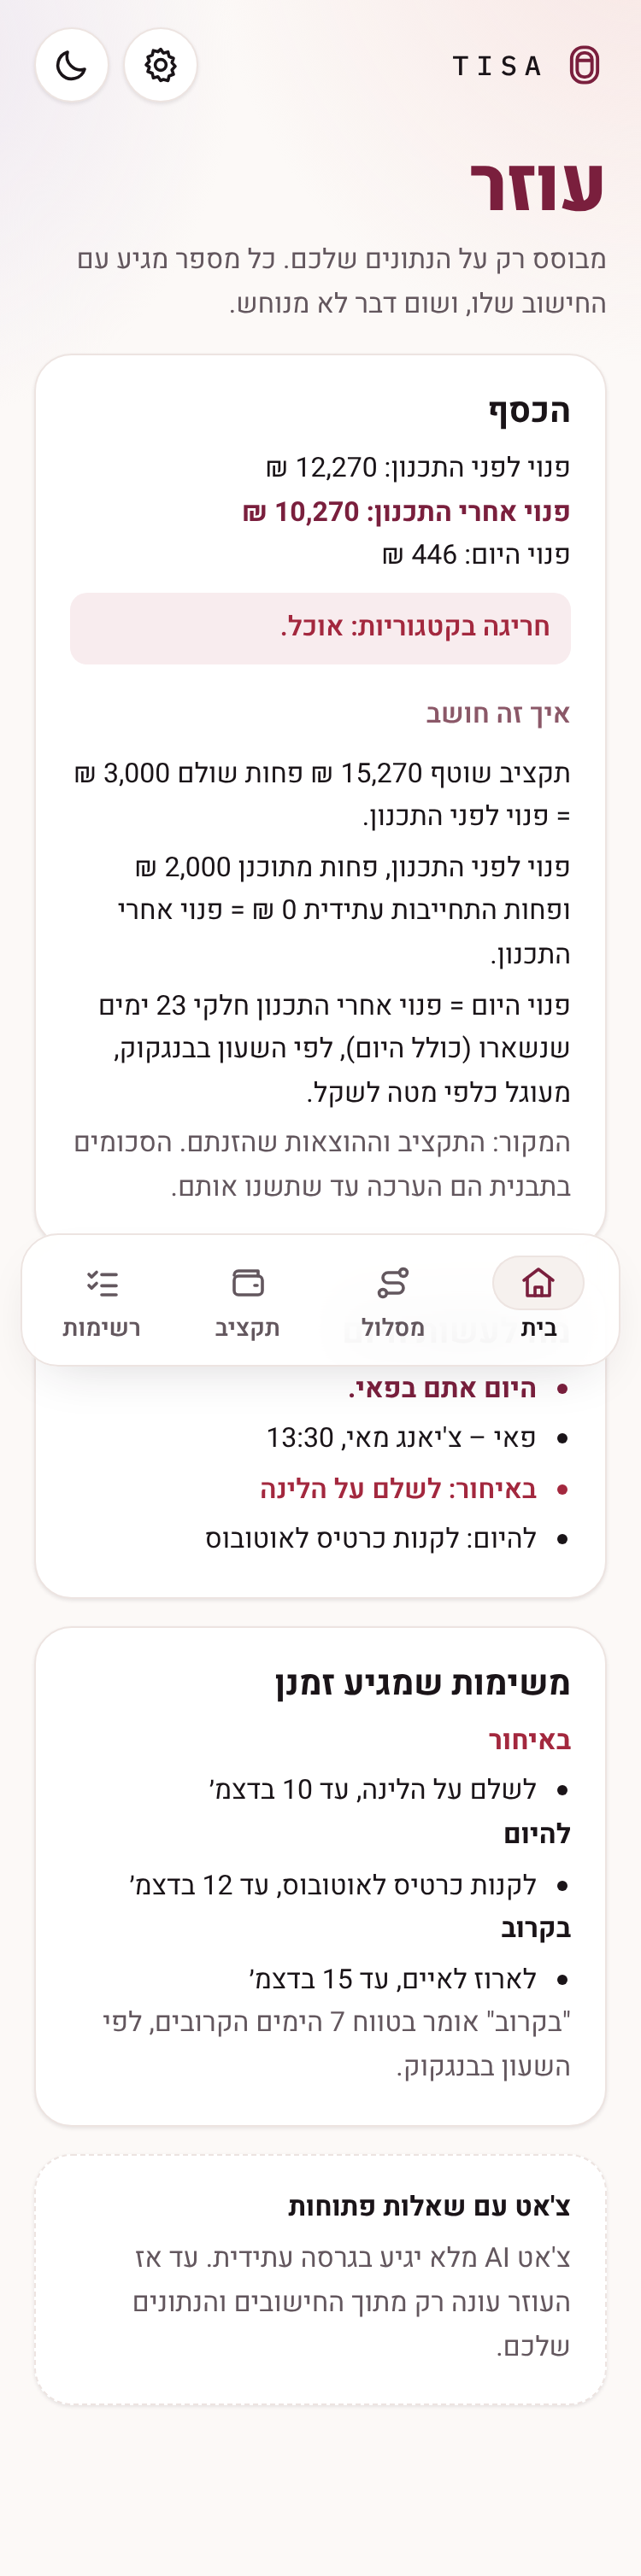 TISA
עוזר
מבוסס רק על הנתונים שלכם. כל מספר מגיע עם
החישוב שלו, ושום דבר לא מנוחש.
הכסף
פנוי לפני התכנון: 12,270 ₪
פנוי אחרי התכנון: 10,270 ₪
פנוי היום: 446 ₪
חריגה בקטגוריות: אוכל.
איך זה חושב
תקציב שוטף 15,270 ₪ פחות שולם 3,000 ₪
= פנוי לפני התכנון.
פנוי לפני התכנון, פחות מתוכנן 2,000 ₪
ופחות התחייבות עתידית 0 ₪ = פנוי אחרי
התכנון.
פנוי היום = פנוי אחרי התכנון חלקי 23 ימים
שנשארו (כולל היום), לפי השעון בבנגקוק,
מעוגל כלפי מטה לשקל.
המקור: התקציב וההוצאות שהזנתם. הסכומים
בתבנית הם הערכה עד שתשנו אותם.
בית
מסלול
תקציב
רשימות
היום אתם בפאי.
פאי – צ'יאנג מאי, 13:30
באיחור: לשלם על הלינה
להיום: לקנות כרטיס לאוטובוס
משימות שמגיע זמנן
באיחור
לשלם על הלינה, עד 10 בדצמ׳
להיום
לקנות כרטיס לאוטובוס, עד 12 בדצמ׳
בקרוב
לארוז לאיים, עד 15 בדצמ׳
"בקרוב" אומר בטווח 7 הימים הקרובים, לפי
השעון בבנגקוק.
צ'אט עם שאלות פתוחות
צ'אט AI מלא יגיע בגרסה עתידית. עד אז
העוזר עונה רק מתוך החישובים והנתונים
שלכם.